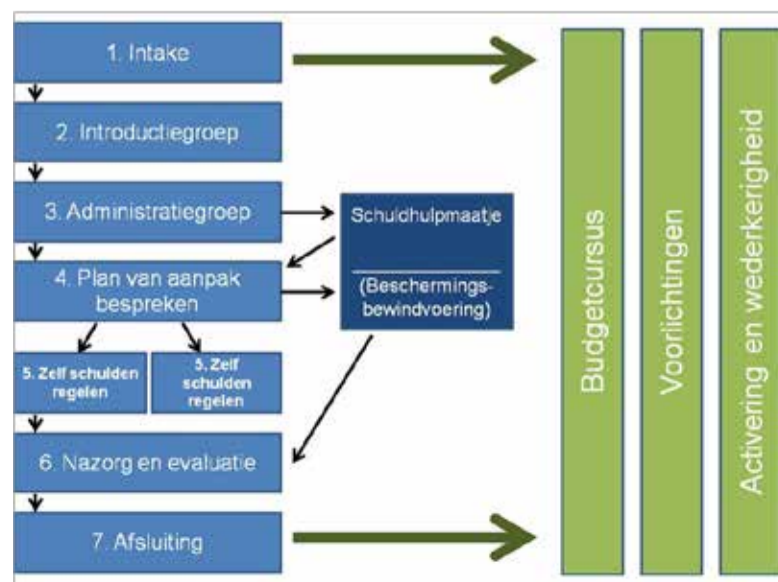 1. Intake
2. Introductiegroep
3. Administratiegroep
Schuldhulpmaatje
(Beschermings-
bewindvoering)
4. Plan van aanpak
bespreken
5. Zelf schulden
regelen
5. Zelf
schulden
regelen
6. Nazorg en evaluatie
7. Afsluiting
Budgetcursus
Voorlichtingen
Activering en wederkerigheid